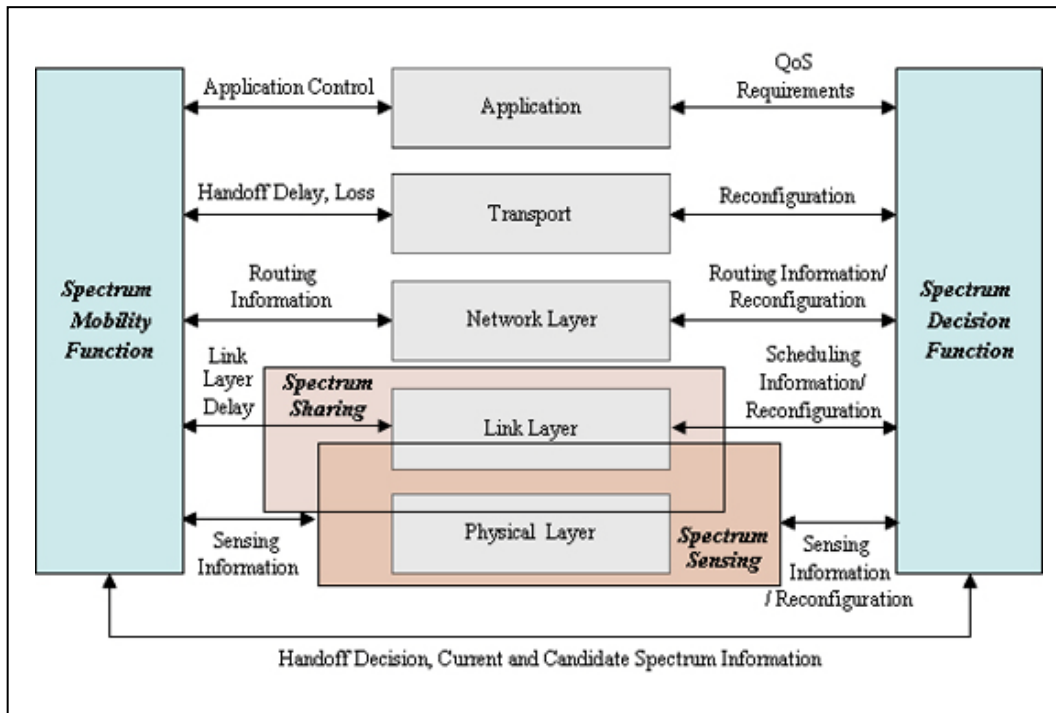 Application Control
Application
QoS
Requirements
Handoff Delay, Loss
Transport
Reconfiguration
Spectrum
Mobility
Function
Routing
Information
Network Layer
Routing Information/
Reconfiguration
Spectrum
Decision
Function
Link
Layer
Delay
Spectrum
Sharing
Link Layer
Scheduling
Information/
Reconfiguration
Sensing
Information
Physical Layer
Spectrum
Sensing
Sensing
Information
/ Reconfiguration
Handoff Decision, Current and Candidate Spectrum Information